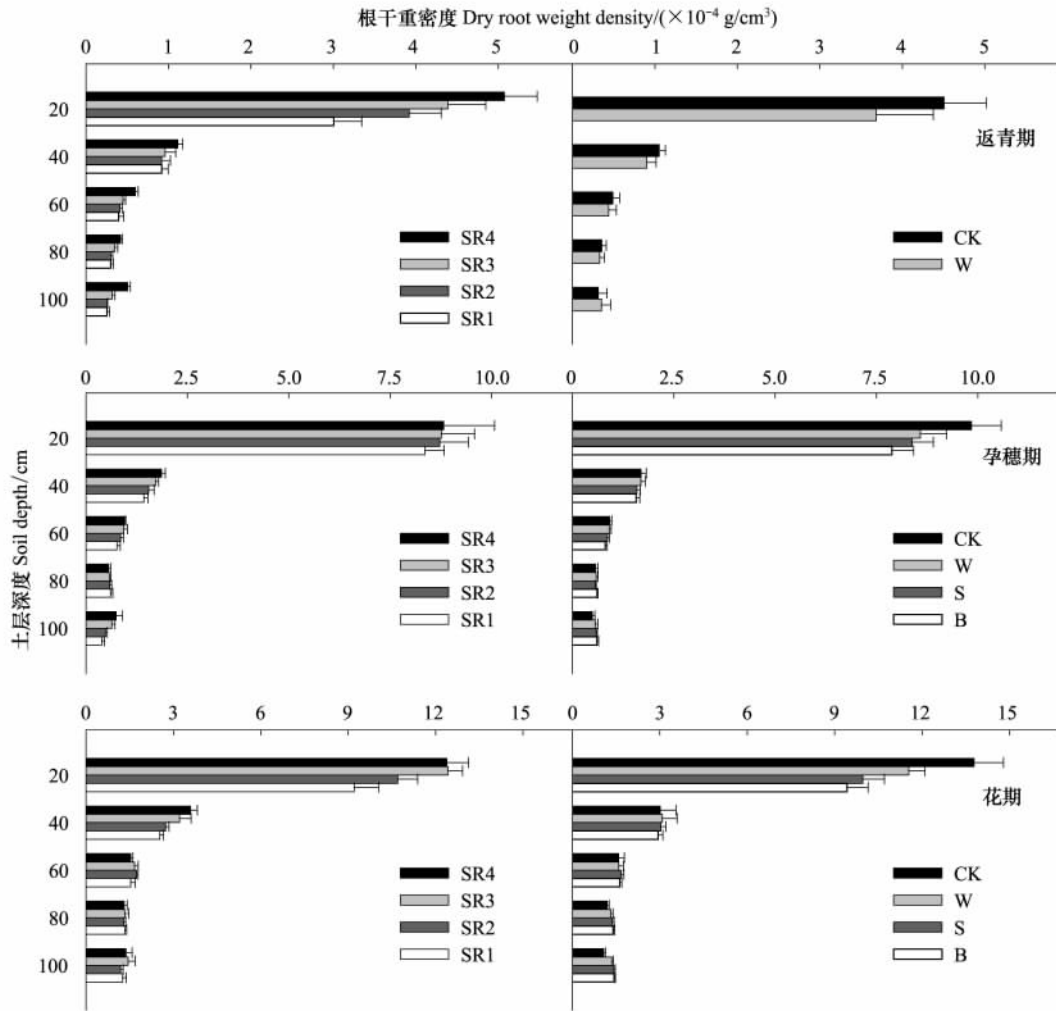 根干重密度 Dry root weight density/(×10⁻⁴ g/cm³)
0 1 2 3 4 5
0 1 2 3 4 5
20
40
60
80
100
SR4
SR3
SR2
SR1
返青期
CK
W
0 2.5 5.0 7.5 10.0
0 2.5 5.0 7.5 10.0
土层深度 Soil depth/cm
20
40
60
80
100
SR4
SR3
SR2
SR1
孕穗期
CK
W
S
B
0 3 6 9 12 15
0 3 6 9 12 15
20
40
60
80
100
SR4
SR3
SR2
SR1
花期
CK
W
S
B